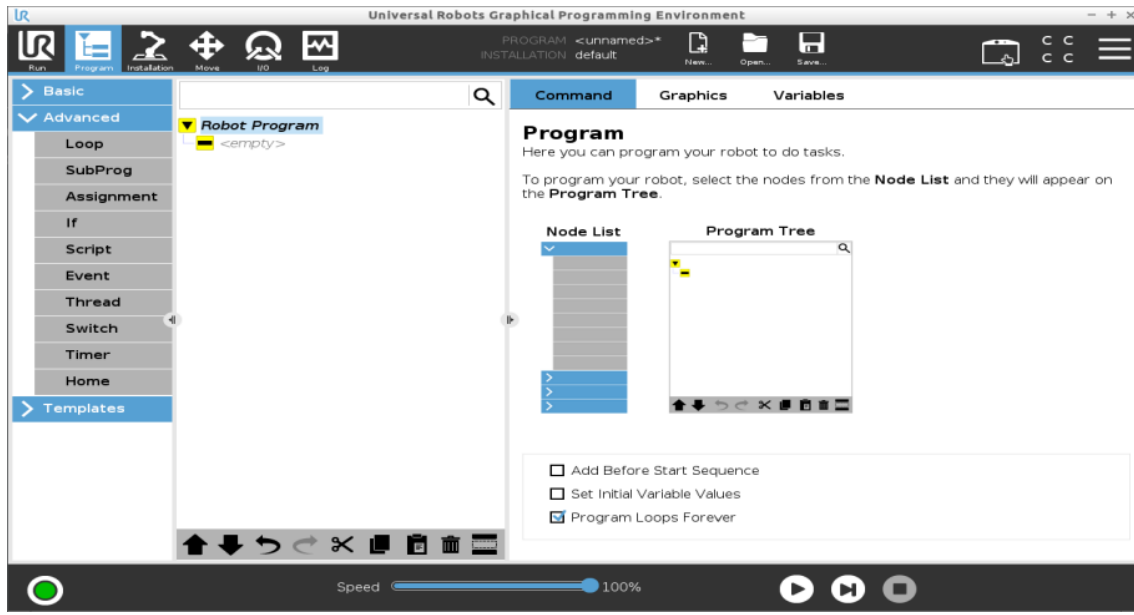 UR
Universal Robots Graphical Programming Environment
UR
Run
Program
Installation
Move
I/O
Log
PROGRAM <unnamed>*
INSTALLATION default
New...
Open...
Save...
C C
C C
Basic
Advanced
Loop
SubProg
Assignment
If
Script
Event
Thread
Switch
Timer
Home
Templates
Robot Program
<empty>
Command
Graphics
Variables
Program
Here you can program your robot to do tasks.
To program your robot, select the nodes from the Node List and they will appear on
the Program Tree.
Node List
Program Tree
Add Before Start Sequence
Set Initial Variable Values
Program Loops Forever
Speed
100%